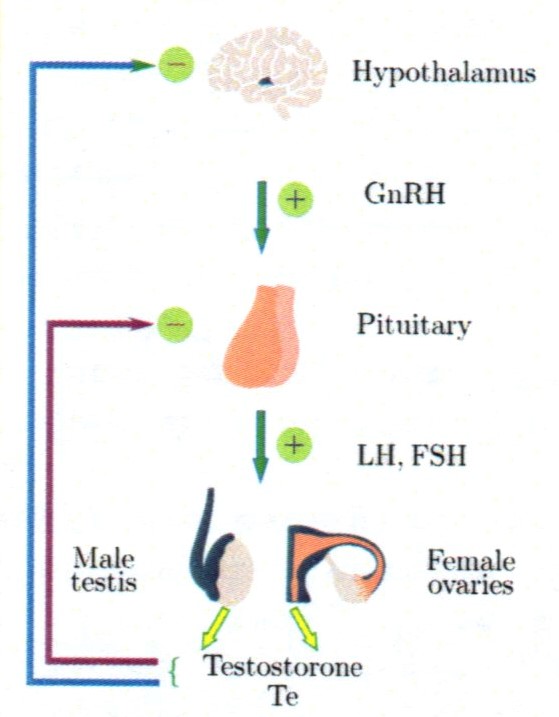 −
Hypothalamus
+
GnRH
−
Pituitary
+
LH, FSH
Male
testis
Female
ovaries
{ Testostorone
Te